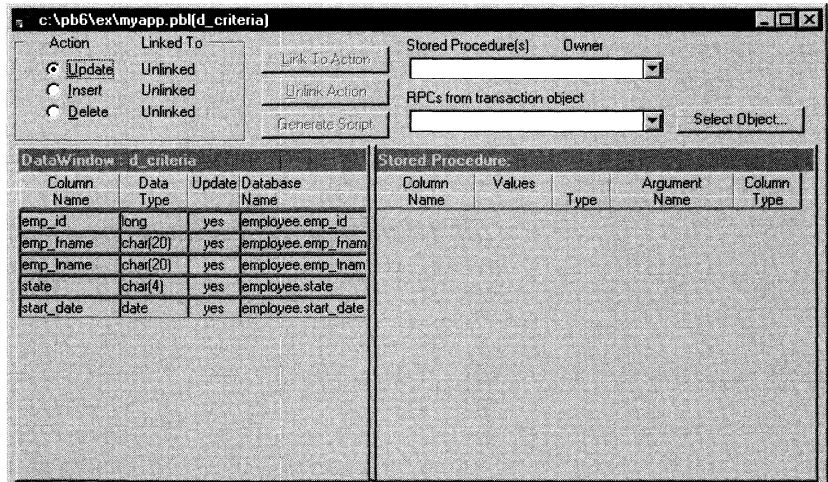 c:\pb6\ex\myapp.pbl(d_criteria)
Action Linked To
Update Unlinked
Insert Unlinked
Delete Unlinked
Link To Action
Unlink Action
Generate Script
Stored Procedure(s) Owner
RPCs from transaction object
Select Object...
DataWindow : d_criteria
Column Name Data Type Update Database Name
emp_id long yes employee.emp_id
emp_fname char(20) yes employee.emp_fnam
emp_lname char(20) yes employee.emp_lnam
state char(4) yes employee.state
start_date date yes employee.start_date
Stored Procedure:
Column Name Values Type Argument Name Column Type